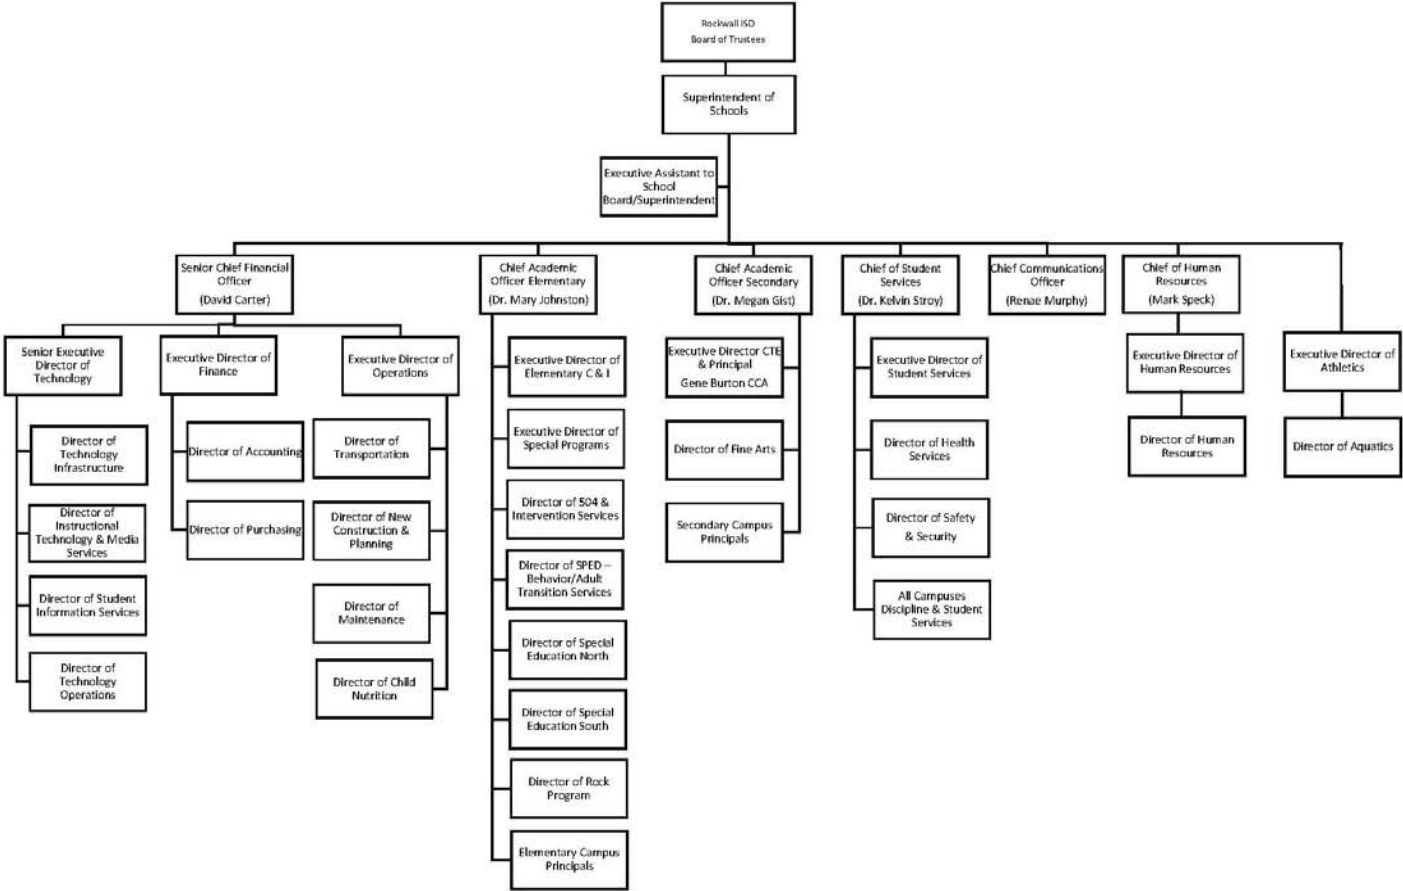 Rockwall ISD
Board of Trustees
Superintendent of
Schools
Executive Assistant to
School
Board/Superintendent
Senior Chief Financial
Officer
(David Carter)
Chief Academic
Officer Elementary
(Dr. Mary Johnston)
Chief Academic
Officer Secondary
(Dr. Megan Gist)
Chief of Student
Services
(Dr. Kelvin Stroy)
Chief Communications
Officer
(Renae Murphy)
Chief of Human
Resources
(Mark Speck)
Senior Executive
Director of
Technology
Executive Director of
Finance
Executive Director of
Operations
Executive Director of
Elementary C & I
Executive Director CTE
& Principal
Gene Burton CCA
Executive Director of
Student Services
Executive Director of
Human Resources
Executive Director of
Athletics
Director of
Technology
Infrastructure
Director of Accounting
Director of
Transportation
Executive Director of
Special Programs
Director of Fine Arts
Director of Health
Services
Director of Human
Resources
Director of Aquatics
Director of
Instructional
Technology & Media
Services
Director of Purchasing
Director of New
Construction &
Planning
Director of 504 &
Intervention Services
Secondary Campus
Principals
Director of Safety
& Security
Director of Student
Information Services
Director of
Maintenance
Director of SPED –
Behavior/Adult
Transition Services
All Campuses
Discipline & Student
Services
Director of
Technology
Operations
Director of Child
Nutrition
Director of Special
Education North
Director of Special
Education South
Director of Rock
Program
Elementary Campus
Principals